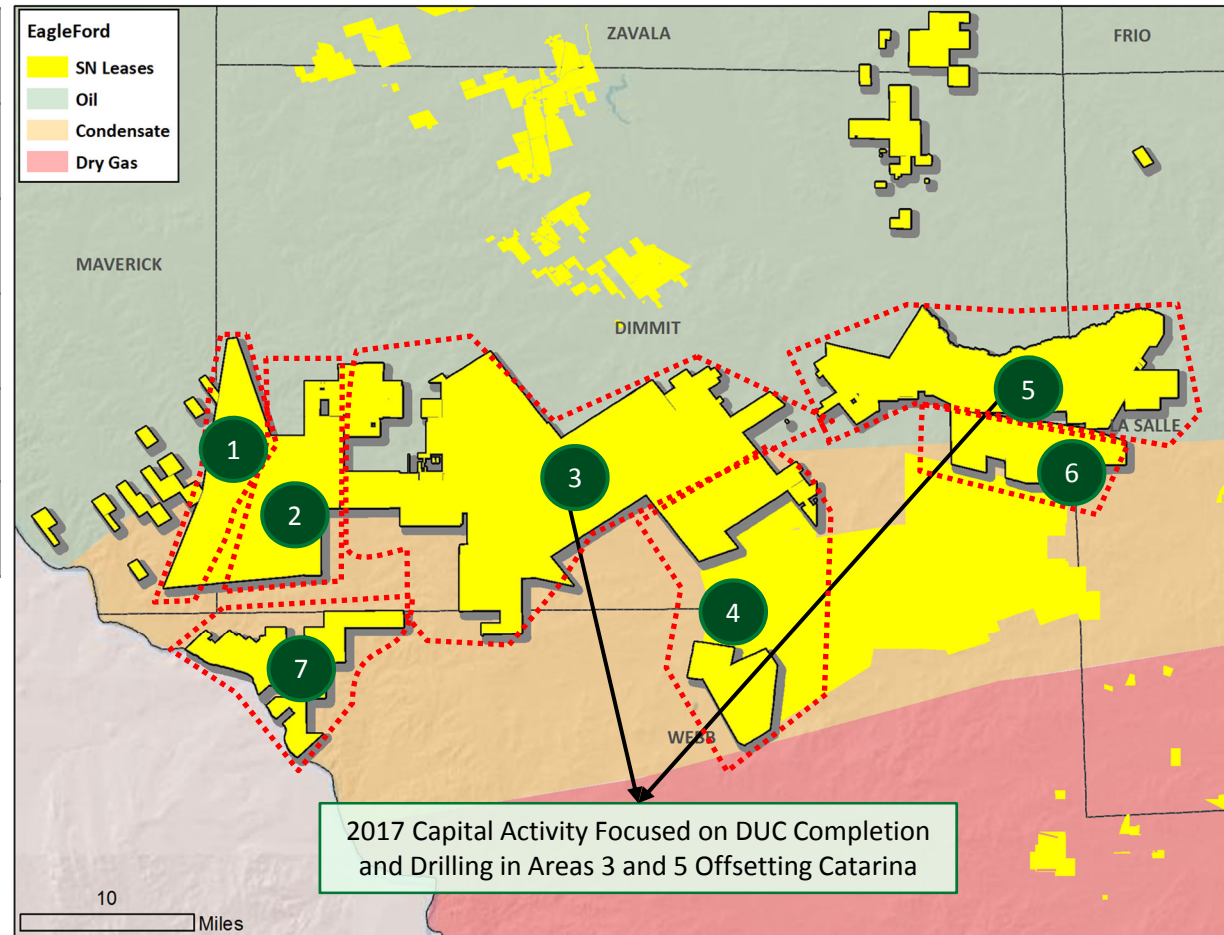 EagleFord
SN Leases
Oil
Condensate
Dry Gas
ZAVALA
FRIO
MAVERICK
DIMMIT
5
LA SALLE
1
6
3
2
4
7
WEBB
2017 Capital Activity Focused on DUC Completion
and Drilling in Areas 3 and 5 Offsetting Catarina
10
Miles